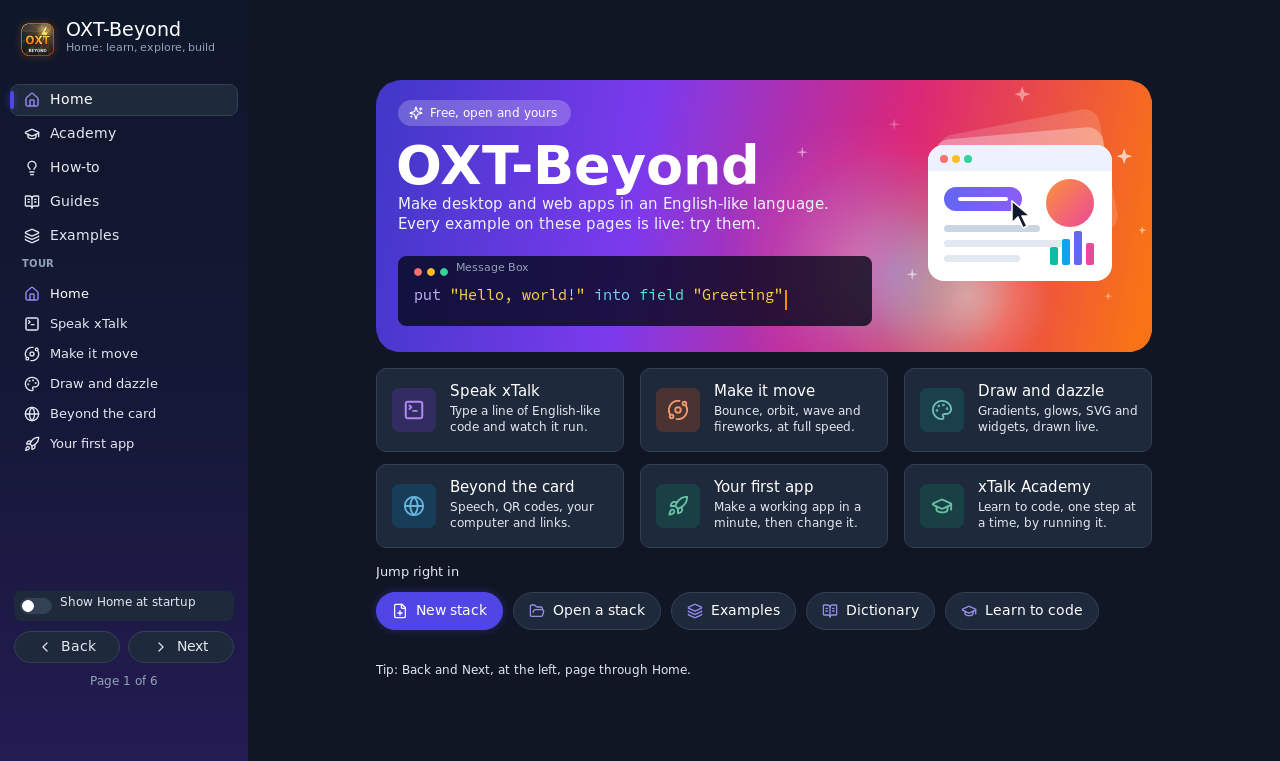 OXT
BEYOND
OXT-Beyond
Home: learn, explore, build
Home
Academy
How-to
Guides
Examples
TOUR
Home
Speak xTalk
Make it move
Draw and dazzle
Beyond the card
Your first app
Show Home at startup
Back
Next
Page 1 of 6
Free, open and yours
OXT-Beyond
Make desktop and web apps in an English-like language.
Every example on these pages is live: try them.
Message Box
put "Hello, world!" into field "Greeting"
Speak xTalk
Type a line of English-like
code and watch it run.
Make it move
Bounce, orbit, wave and
fireworks, at full speed.
Draw and dazzle
Gradients, glows, SVG and
widgets, drawn live.
Beyond the card
Speech, QR codes, your
computer and links.
Your first app
Make a working app in a
minute, then change it.
xTalk Academy
Learn to code, one step at
a time, by running it.
Jump right in
New stack
Open a stack
Examples
Dictionary
Learn to code
Tip: Back and Next, at the left, page through Home.